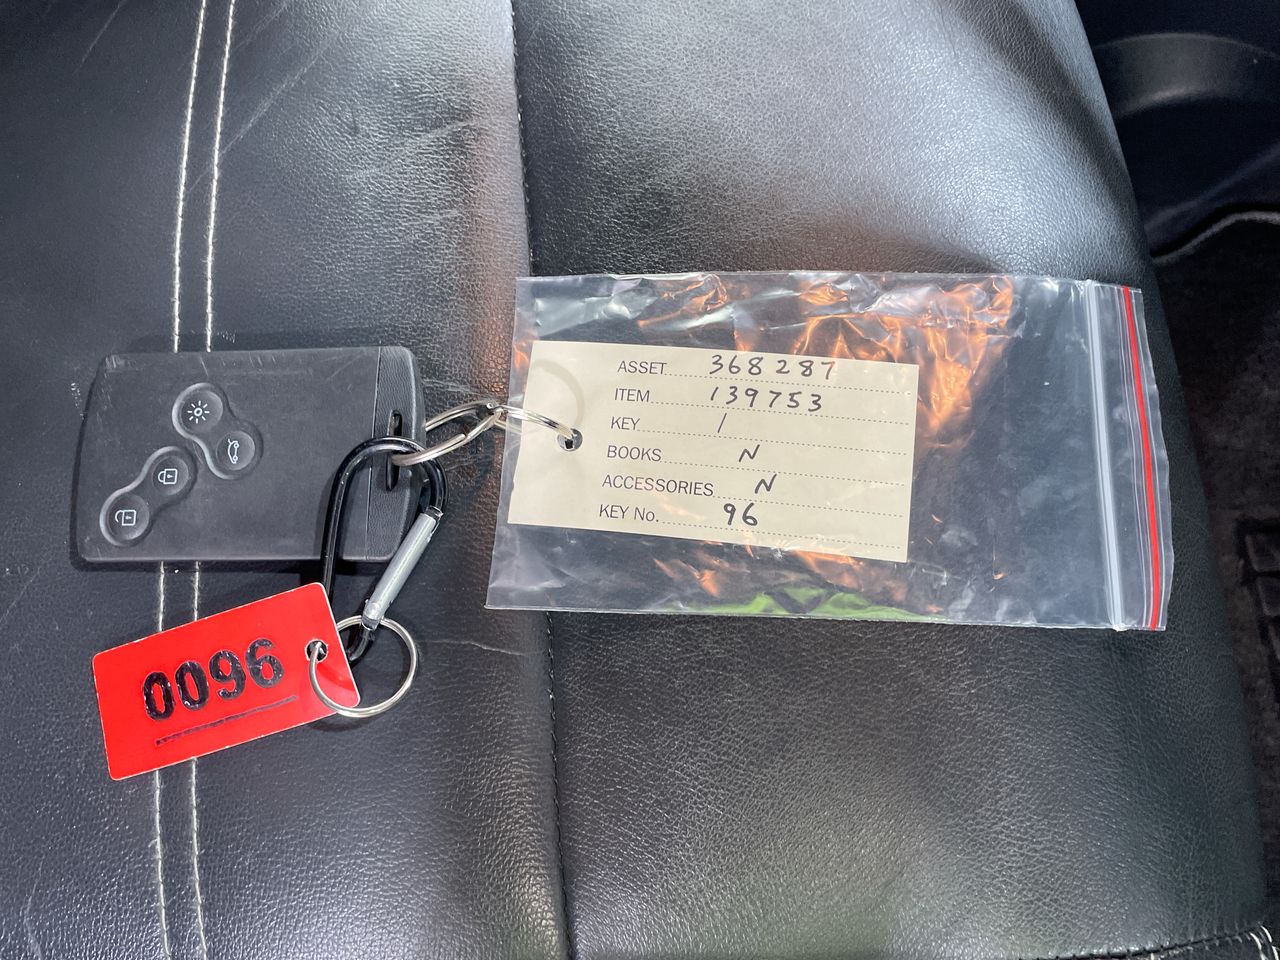 ASSET 368287
ITEM 139753
KEY 1
BOOKS N
ACCESSORIES N
KEY No. 96
0096